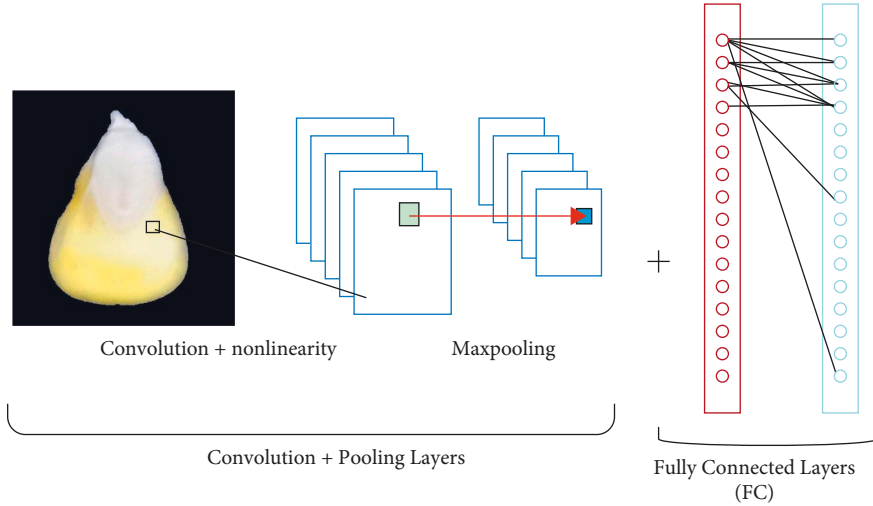 Convolution + nonlinearity
Maxpooling
+
Convolution + Pooling Layers
Fully Connected Layers
(FC)